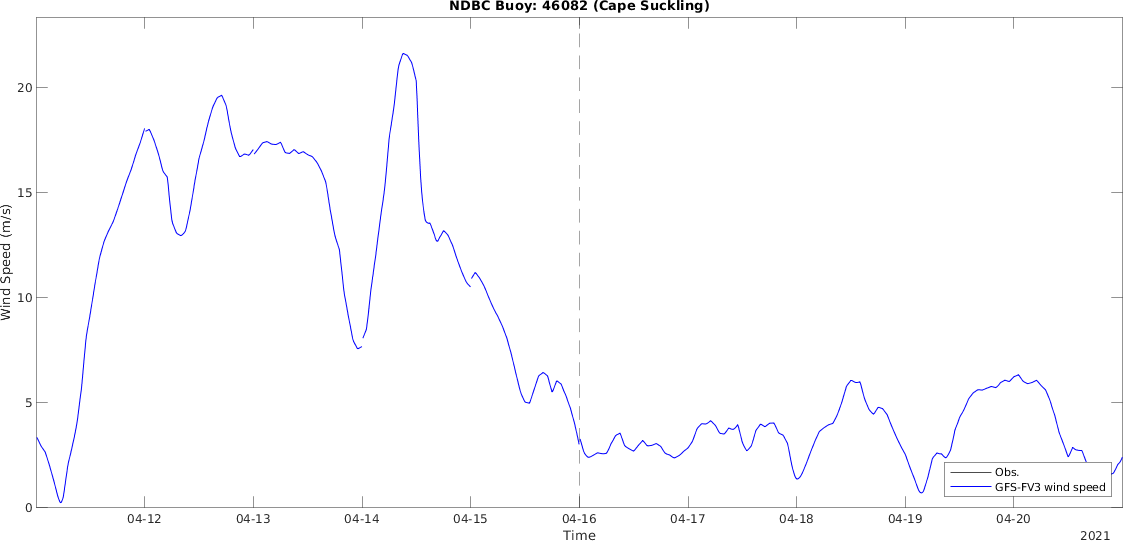 NDBC Buoy: 46082 (Cape Suckling)
20
15
10
5
0
Wind Speed (m/s)
04-12 04-13 04-14 04-15 04-16 04-17 04-18 04-19 04-20
Time
2021
Obs.
GFS-FV3 wind speed